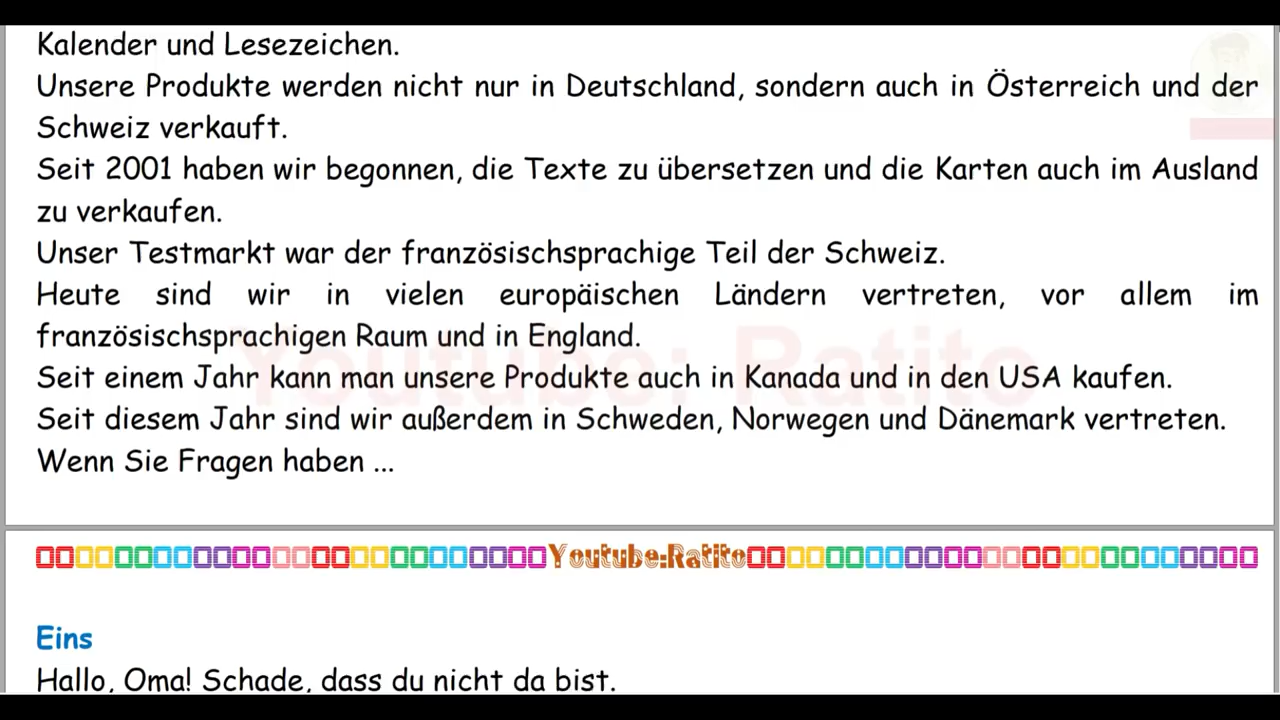 Kalender und Lesezeichen.
Unsere Produkte werden nicht nur in Deutschland, sondern auch in Österreich und der
Schweiz verkauft.
Seit 2001 haben wir begonnen, die Texte zu übersetzen und die Karten auch im Ausland
zu verkaufen.
Unser Testmarkt war der französischsprachige Teil der Schweiz.
Heute sind wir in vielen europäischen Ländern vertreten, vor allem im
französischsprachigen Raum und in England.
Youtube: Ratito
Seit einem Jahr kann man unsere Produkte auch in Kanada und in den USA kaufen.
Seit diesem Jahr sind wir außerdem in Schweden, Norwegen und Dänemark vertreten.
Wenn Sie Fragen haben ...
Youtube:Ratito
Eins
Hallo, Oma! Schade, dass du nicht da bist.